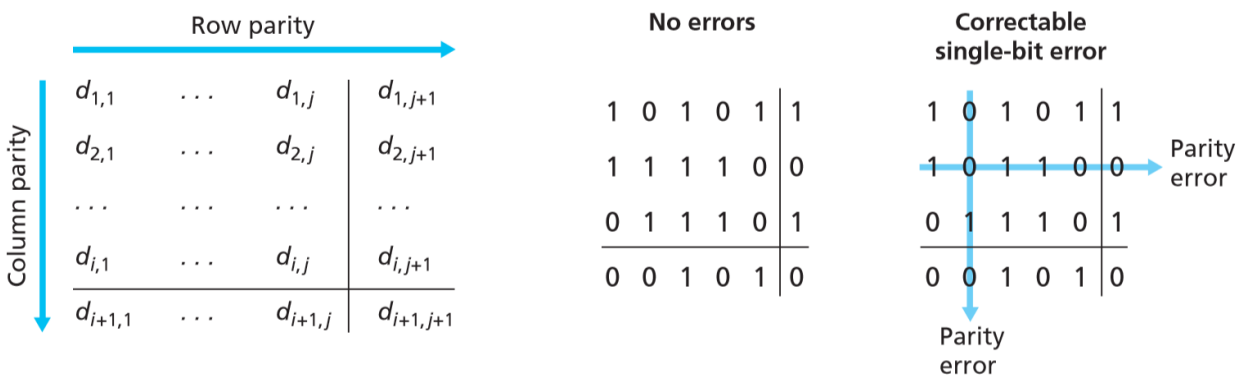 Row parity
Column parity
d1,1 . . . d1,j d1,j+1
d2,1 . . . d2,j d2,j+1
. . . . . . . . . . . .
di,1 . . . di,j di,j+1
di+1,1 . . . di+1,j di+1,j+1
No errors
1 0 1 0 1 1
1 1 1 1 0 0
0 1 1 1 0 1
0 0 1 0 1 0
Correctable
single-bit error
1 0 1 0 1 1
1 0 1 1 0 0
0 1 1 1 0 1
0 0 1 0 1 0
Parity
error
Parity
error